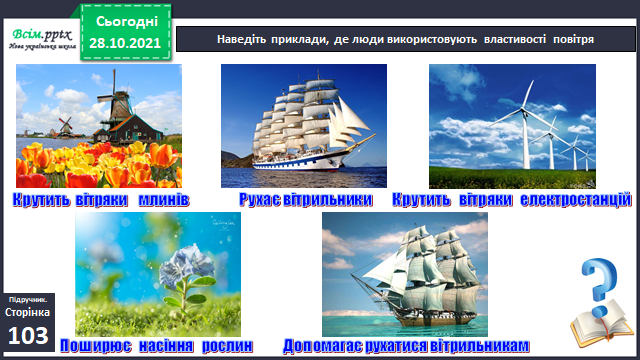 Всім.pptx
Нова українська школа
Сьогодні
28.10.2021
Наведіть приклади, де люди використовують властивості повітря
Крутить вітряки млинів
Рухає вітрильники
Крутить вітряки електростанцій
Поширює насіння рослин
Допомагає рухатися вітрильникам
Підручник.
Сторінка
103